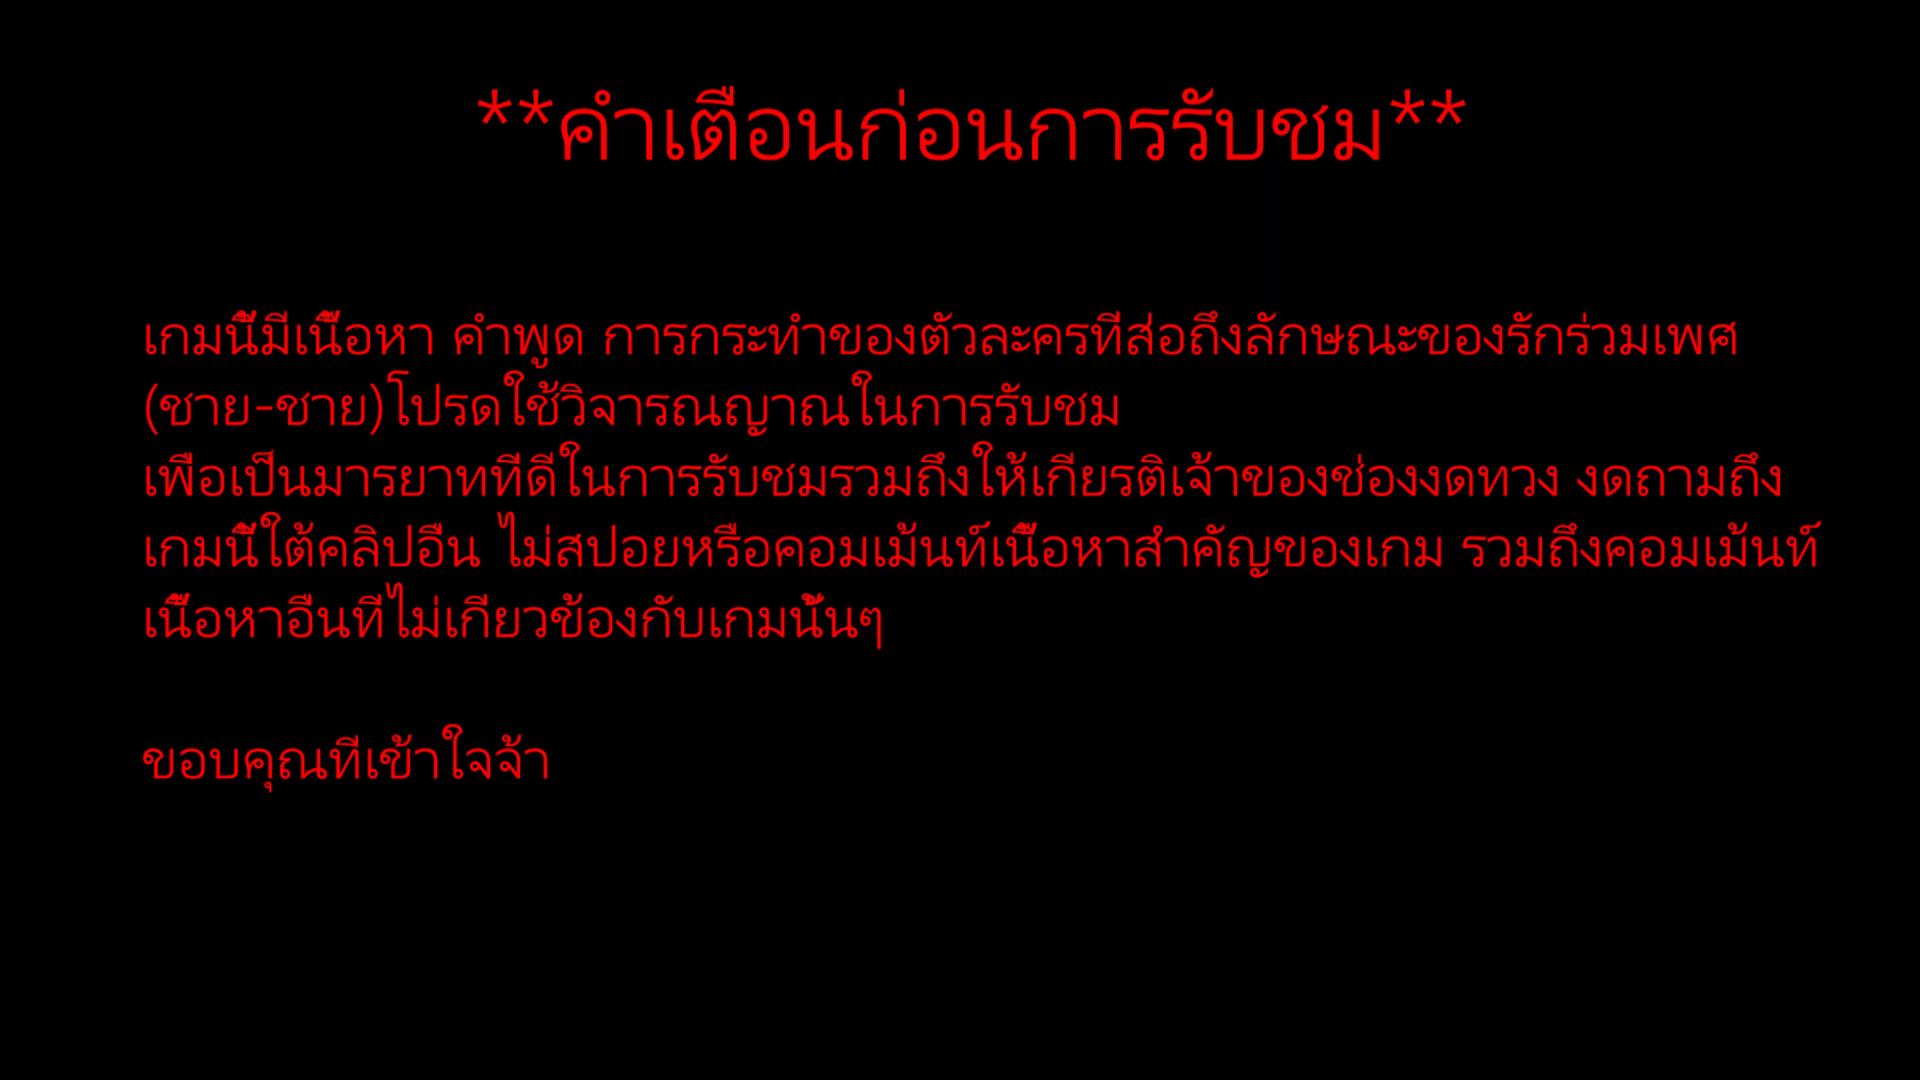 **คำเตือนก่อนการรับชม**
เกมนี้มีเนื้อหา คำพูด การกระทำของตัวละครที่ส่อถึงลักษณะของรักร่วมเพศ
(ชาย-ชาย)โปรดใช้วิจารณญาณในการรับชม
เพื่อเป็นมารยาทที่ดีในการรับชมรวมถึงให้เกียรติเจ้าของช่องงดทวง งดถามถึง
เกมนี้ใต้คลิปอื่น ไม่สปอยหรือคอมเม้นท์เนื้อหาสำคัญของเกม รวมถึงคอมเม้นท์
เนื้อหาอื่นที่ไม่เกี่ยวข้องกับเกมนั้นๆ
ขอบคุณที่เข้าใจจ้า